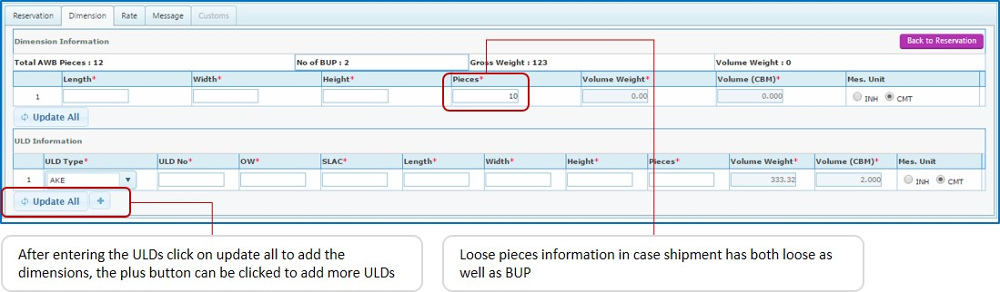 Reservation Dimension Rate Message Customs
Dimension Information Back to Reservation
Total AWB Pieces : 12 No of BUP : 2 Gross Weight : 123 Volume Weight : 0
Length* Width* Height* Pieces* Volume Weight* Volume (CBM)* Mes. Unit
1 10 0.00 0.000 INH CMT
Update All
ULD Information
ULD Type* ULD No* OW* SLAC* Length* Width* Height* Pieces* Volume Weight* Volume (CBM)* Mes. Unit
1 AKE 333.32 2.000 INH CMT
Update All +
After entering the ULDs click on update all to add the
dimensions, the plus button can be clicked to add more ULDs
Loose pieces information in case shipment has both loose as
well as BUP